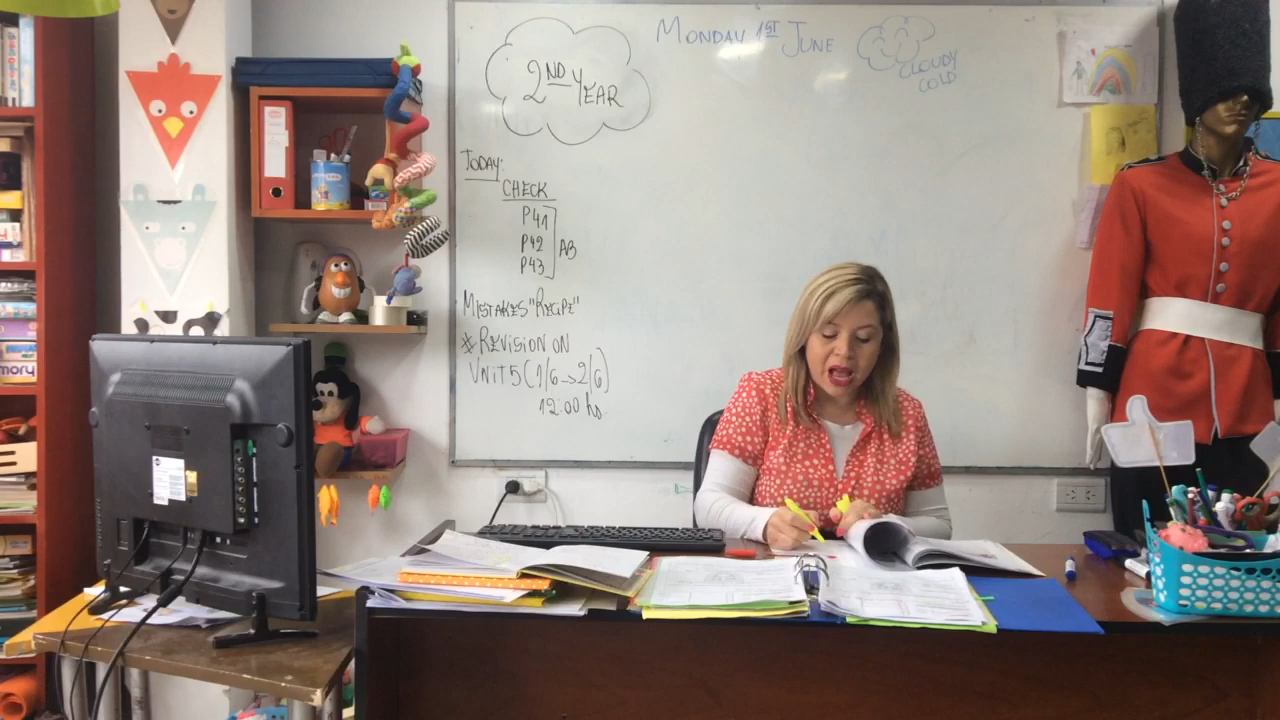 2ND YEAR
MONDAY 1ST JUNE
CLOUDY
COLD
TODAY:
CHECK
P41
P42 AB
P43
MISTAKES "RECIPE"
* REVISION ON
UNIT 5 (1/6 → 2/6)
12:00 hs
mory